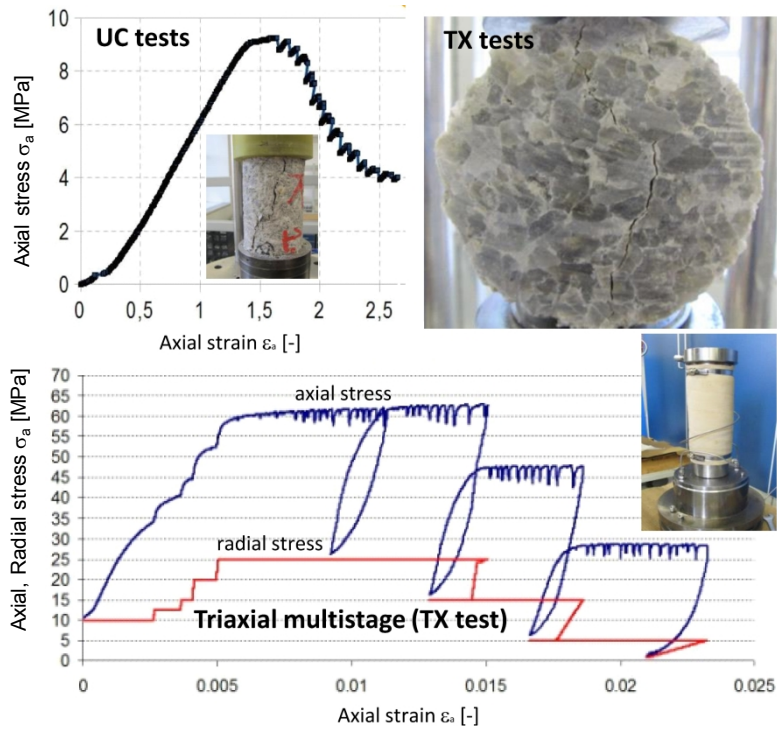 UC tests
TX tests
Axial stress σa [MPa]
10
8
6
4
2
0
0 0,5 1 1,5 2 2,5
Axial strain εa [-]
Axial, Radial stress σa [MPa]
70
65
60
55
50
45
40
35
30
25
20
15
10
5
0
axial stress
radial stress
Triaxial multistage (TX test)
0 0.005 0.01 0.015 0.02 0.025
Axial strain εa [-]